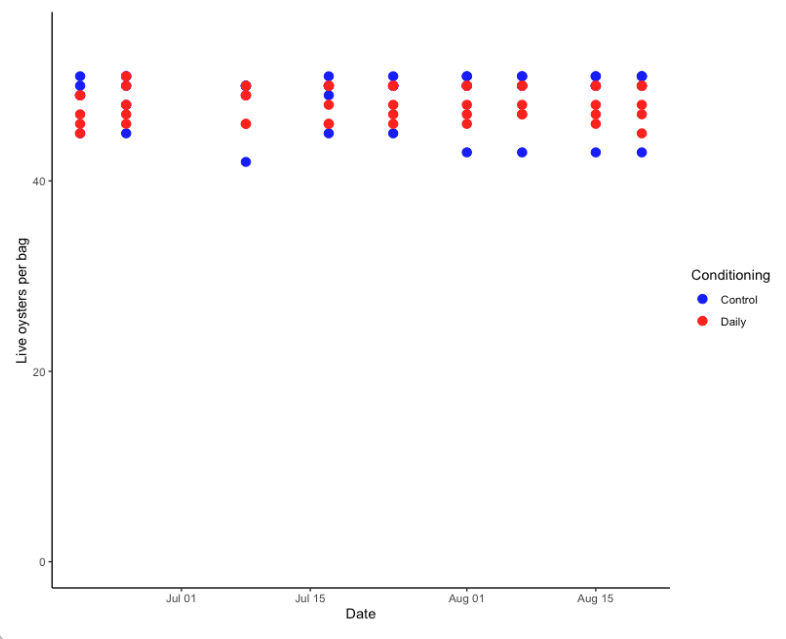 Live oysters per bag
40
20
0
Jul 01
Jul 15
Aug 01
Aug 15
Date
Conditioning
Control
Daily